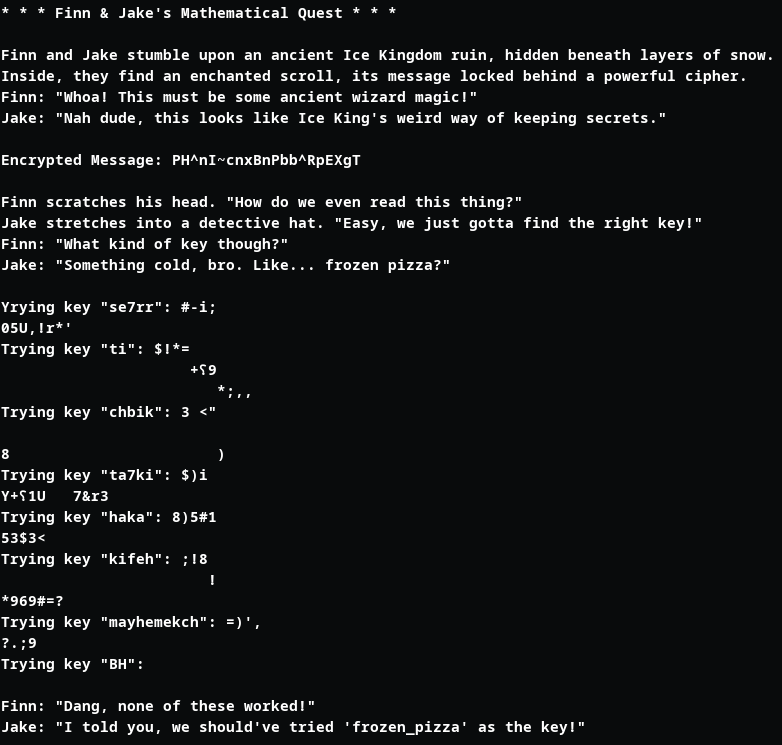 * * * Finn & Jake's Mathematical Quest * * *
Finn and Jake stumble upon an ancient Ice Kingdom ruin, hidden beneath layers of snow.
Inside, they find an enchanted scroll, its message locked behind a powerful cipher.
Finn: "Whoa! This must be some ancient wizard magic!"
Jake: "Nah dude, this looks like Ice King's weird way of keeping secrets."
Encrypted Message: PH^nI~cnxBnPbb^RpEXgT
Finn scratches his head. "How do we even read this thing?"
Jake stretches into a detective hat. "Easy, we just gotta find the right key!"
Finn: "What kind of key though?"
Jake: "Something cold, bro. Like... frozen pizza?"
Yrying key "se7rr": #-i;
05U,!r*'
Trying key "ti": $!*=
+⸮9
*;,,
Trying key "chbik": 3 <"
8 )
Trying key "ta7ki": $)i
Y+⸮1U 7&r3
Trying key "haka": 8)5#1
53$3<
Trying key "kifeh": ;!8
!
*969#=?
Trying key "mayhemekch": =)',
?.;9
Trying key "BH":
Finn: "Dang, none of these worked!"
Jake: "I told you, we should've tried 'frozen_pizza' as the key!"